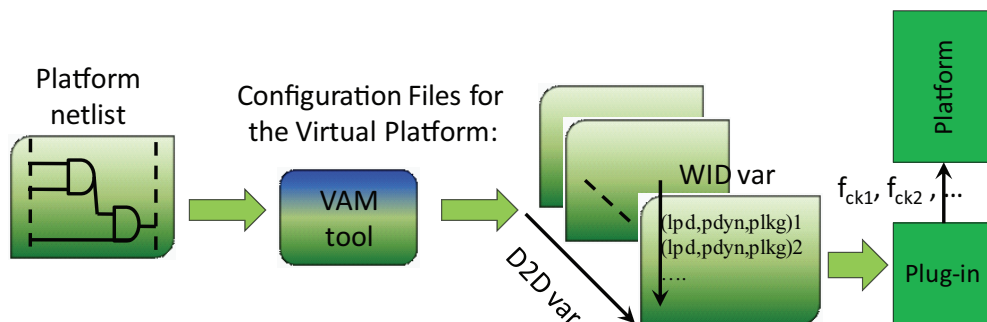 Platform
netlist
Configuration Files for
the Virtual Platform:
VAM
tool
WID var
(lpd,pdyn,plkg)1
(lpd,pdyn,plkg)2
....
D2D var
Platform
fck1, fck2 , ...
Plug-in